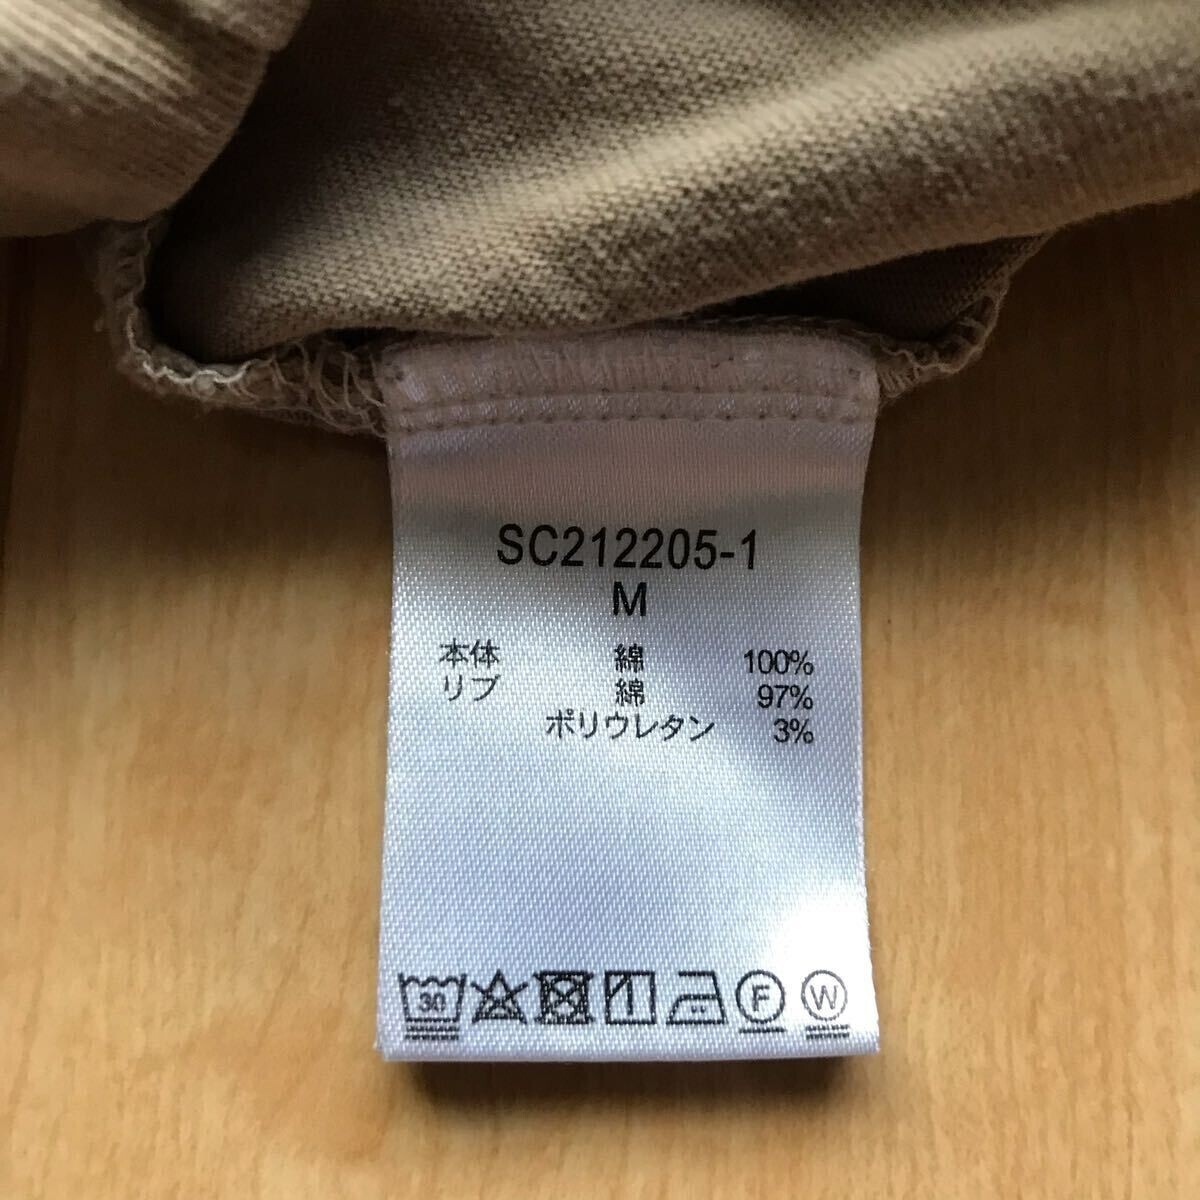 SC212205-1
M
本体 綿 100%
リブ 綿 97%
ポリウレタン 3%
30 F W